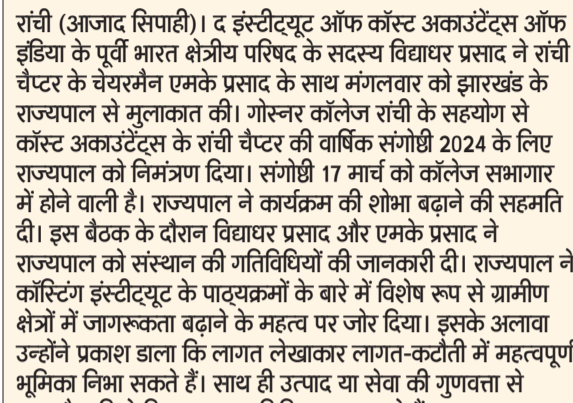 रांची (आजाद सिपाही)। द इंस्टीट्यूट ऑफ कॉस्ट अकाउंटेंट्स ऑफ
इंडिया के पूर्वी भारत क्षेत्रीय परिषद के सदस्य विद्याधर प्रसाद ने रांची
चैप्टर के चेयरमैन एमके प्रसाद के साथ मंगलवार को झारखंड के
राज्यपाल से मुलाकात की। गोस्नर कॉलेज रांची के सहयोग से
कॉस्ट अकाउंटेंट्स के रांची चैप्टर की वार्षिक संगोष्ठी 2024 के लिए
राज्यपाल को निमंत्रण दिया। संगोष्ठी 17 मार्च को कॉलेज सभागार
में होने वाली है। राज्यपाल ने कार्यक्रम की शोभा बढ़ाने की सहमति
दी। इस बैठक के दौरान विद्याधर प्रसाद और एमके प्रसाद ने
राज्यपाल को संस्थान की गतिविधियों की जानकारी दी। राज्यपाल ने
कॉस्टिंग इंस्टीट्यूट के पाठ्यक्रमों के बारे में विशेष रूप से ग्रामीण
क्षेत्रों में जागरूकता बढ़ाने के महत्व पर जोर दिया। इसके अलावा
उन्होंने प्रकाश डाला कि लागत लेखाकार लागत-कटौती में महत्वपूर्ण
भूमिका निभा सकते हैं। साथ ही उत्पाद या सेवा की गुणवत्ता से